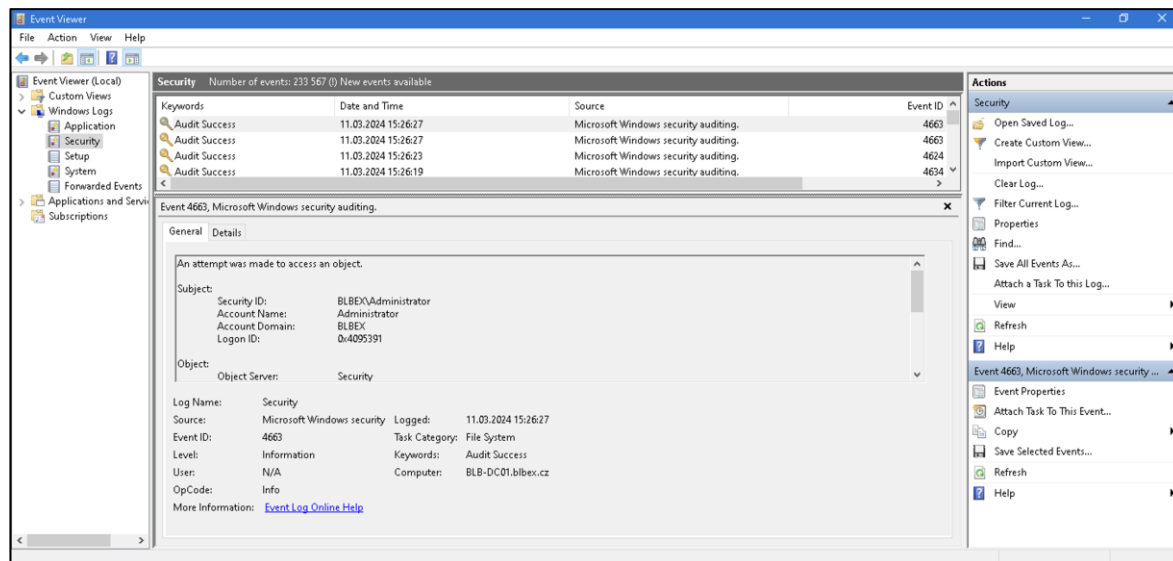 Event Viewer
File Action View Help
Event Viewer (Local)
Custom Views
Windows Logs
Application
Security
Setup
System
Forwarded Events
Applications and Servi
Subscriptions
Security Number of events: 233 567 (!) New events available
Keywords Date and Time Source Event ID
Audit Success 11.03.2024 15:26:27 Microsoft Windows security auditing. 4663
Audit Success 11.03.2024 15:26:27 Microsoft Windows security auditing. 4663
Audit Success 11.03.2024 15:26:23 Microsoft Windows security auditing. 4624
Audit Success 11.03.2024 15:26:19 Microsoft Windows security auditing. 4634
Event 4663, Microsoft Windows security auditing.
General Details
An attempt was made to access an object.
Subject:
Security ID: BLBEX\Administrator
Account Name: Administrator
Account Domain: BLBEX
Logon ID: 0x4095391
Object:
Object Server: Security
Log Name: Security
Source: Microsoft Windows security Logged: 11.03.2024 15:26:27
Event ID: 4663 Task Category: File System
Level: Information Keywords: Audit Success
User: N/A Computer: BLB-DC01.blbex.cz
OpCode: Info
More Information: Event Log Online Help
Actions
Security
Open Saved Log...
Create Custom View...
Import Custom View...
Clear Log...
Filter Current Log...
Properties
Find...
Save All Events As...
Attach a Task To this Log...
View
Refresh
Help
Event 4663, Microsoft Windows security ...
Event Properties
Attach Task To This Event...
Copy
Save Selected Events...
Refresh
Help